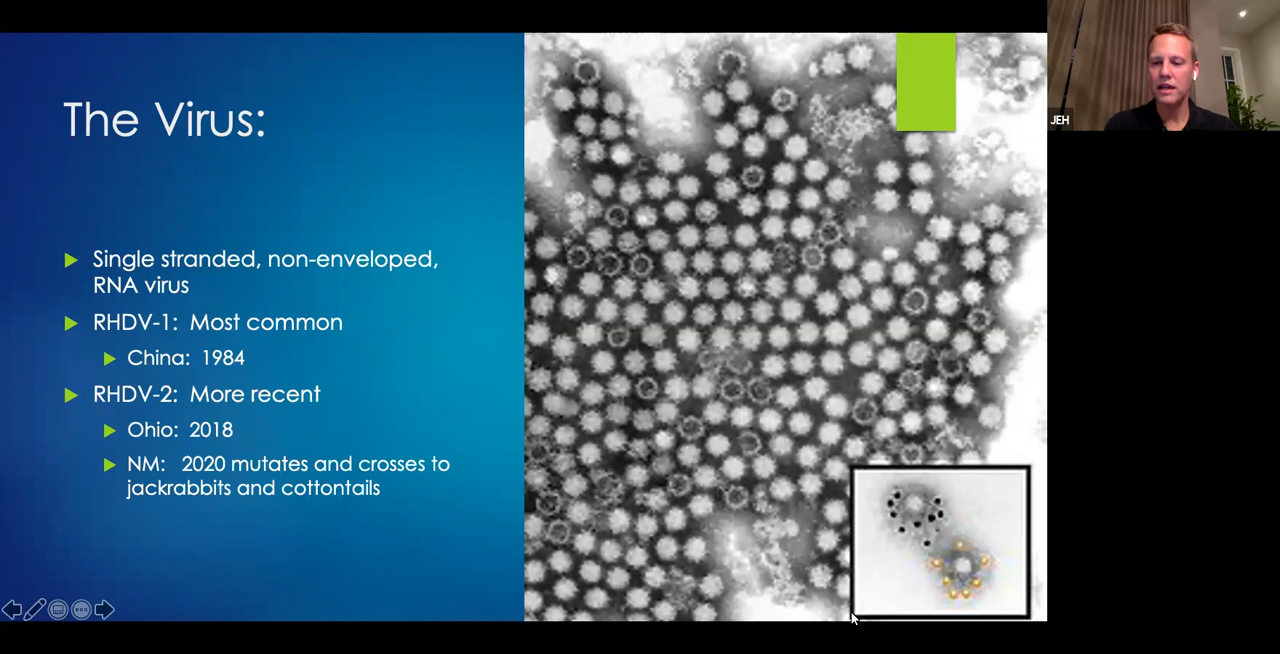 The Virus:
Single stranded, non-enveloped,
RNA virus
RHDV-1: Most common
China: 1984
RHDV-2: More recent
Ohio: 2018
NM: 2020 mutates and crosses to
jackrabbits and cottontails
JEH